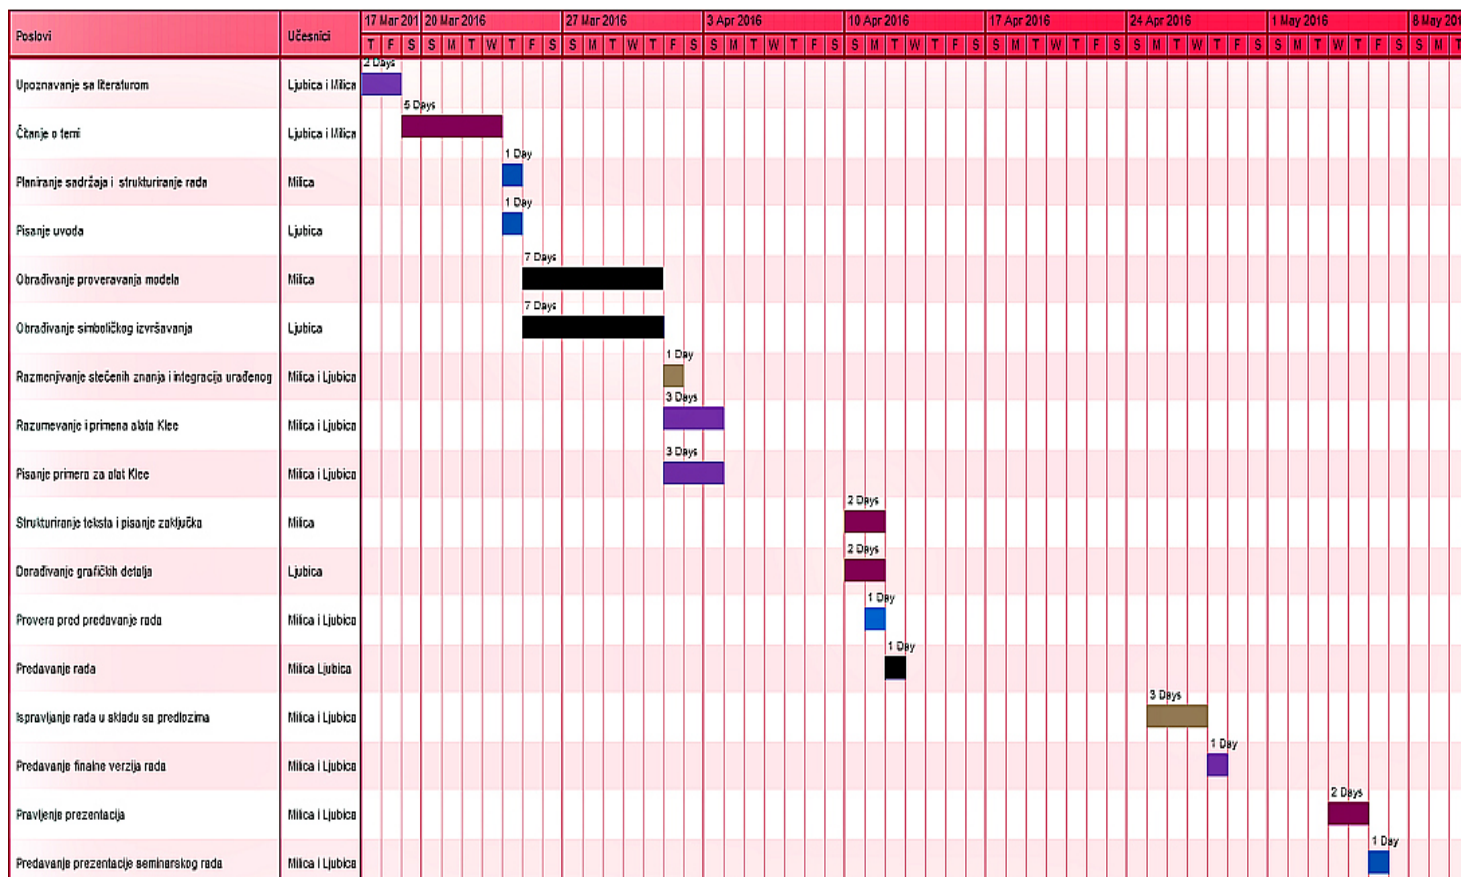 Poslovi Učesnici 17 Mar 201 20 Mar 2016 27 Mar 2016 3 Apr 2016 10 Apr 2016 17 Apr 2016 24 Apr 2016 1 May 2016 8 May 201
T F S S M T W T F S S M T W T F S S M T W T F S S M T W T F S S M T W T F S S M T W T F S S M T W T F S S M T
2 Days
Upoznavanje sa literaturom Ljubica i Milica
5 Days
Čitanje o temi Ljubica i Milica
1 Day
Planiranje sadržaja i strukturiranje rada Milica
1 Day
Pisanje uvoda Ljubica
7 Days
Obrađivanje proveravanja modela Milica
7 Days
Obrađivanje simboličkog izvršavanja Ljubica
1 Day
Razmenjivanje stečenih znanja i integracija urađenog Milica i Ljubica
3 Days
Razumevanje i primena alata Klee Milica i Ljubica
3 Days
Pisanje primera za alat Klee Milica i Ljubica
2 Days
Strukturiranje teksta i pisanje zaključka Milica
2 Days
Dorađivanje grafičkih detalja Ljubica
1 Day
Provera pred predavanje rada Milica i Ljubica
1 Day
Predavanje rada Milica Ljubica
3 Days
Ispravljanje rada u skladu sa predlozima Milica i Ljubica
1 Day
Predavanje finalne verzija rada Milica i Ljubica
2 Days
Pravljenje prezentacija Milica i Ljubica
1 Day
Predavanje prezentacije seminarskog rada Milica i Ljubica